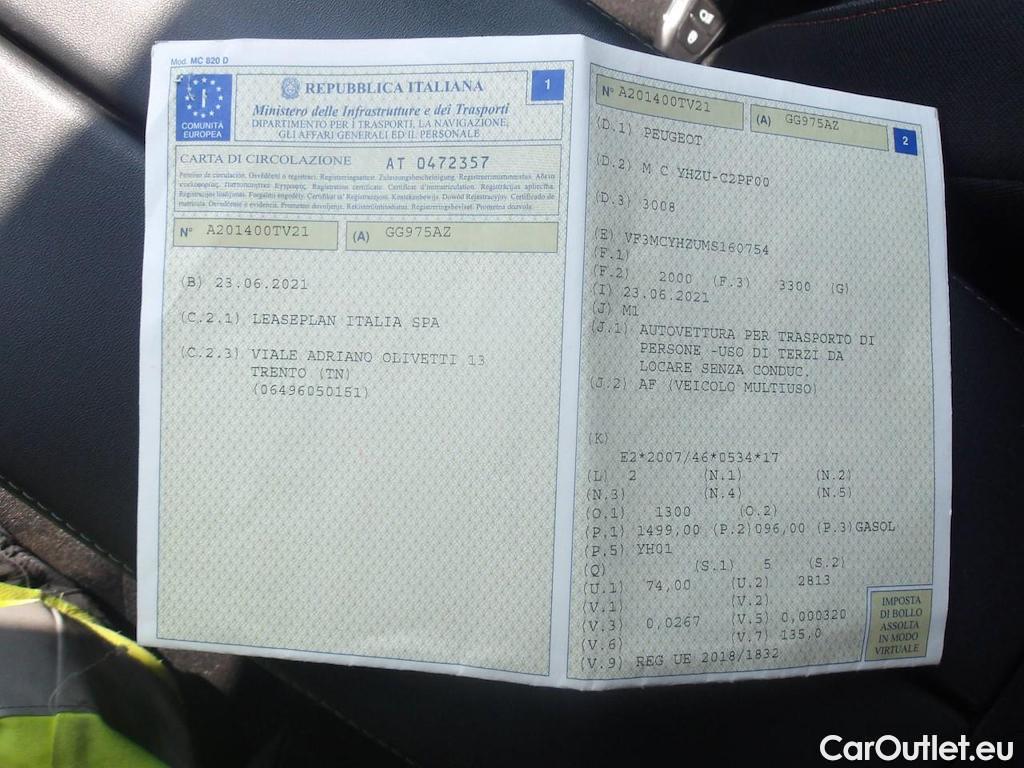 Mod. MC 820 D
COMUNITÀ
EUROPEA
REPUBBLICA ITALIANA
Ministero delle Infrastrutture e dei Trasporti
DIPARTIMENTO PER I TRASPORTI, LA NAVIGAZIONE,
GLI AFFARI GENERALI ED IL PERSONALE
1
CARTA DI CIRCOLAZIONE AT 0472357
N° A201400TV21 (A) GG975AZ
(B) 23.06.2021
(C.2.1) LEASEPLAN ITALIA SPA
(C.2.3) VIALE ADRIANO OLIVETTI 13
TRENTO (TN)
(06496050151)
N° A201400TV21 (A) GG975AZ
2
(D.1) PEUGEOT
(D.2) M C YHZU-C2PF00
(D.3) 3008
(E) VF3MCYHZUMS160754
(F.1)
(F.2) 2000 (F.3) 3300 (G)
(I) 23.06.2021
(J) M1
(J.1) AUTOVETTURA PER TRASPORTO DI
PERSONE -USO DI TERZI DA
LOCARE SENZA CONDUC.
(J.2) AF (VEICOLO MULTIUSO)
(K)
E2*2007/46*0534*17
(L) 2 (N.1) (N.2)
(N.3) (N.4) (N.5)
(O.1) 1300 (O.2)
(P.1) 1499,00 (P.2)096,00 (P.3)GASOL
(P.5) YH01
(Q) (S.1) 5 (S.2)
(U.1) 74,00 (U.2) 2813
(V.1) (V.2)
(V.3) 0,0267 (V.5) 0,000320
(V.6) (V.7) 135,0
(V.9) REG UE 2018/1832
IMPOSTA
DI BOLLO
ASSOLTA
IN MODO
VIRTUALE
CarOutlet.eu